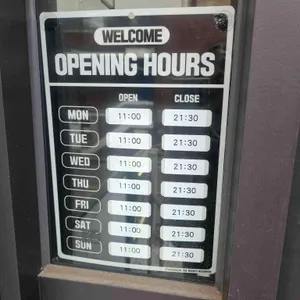 WELCOME
OPENING HOURS
OPEN CLOSE
MON 11:00 21:30
TUE 11:00 21:30
WED 11:00 21:30
THU 11:00 21:30
FRI 11:00 21:30
SAT 11:00 21:30
SUN 11:00 21:30